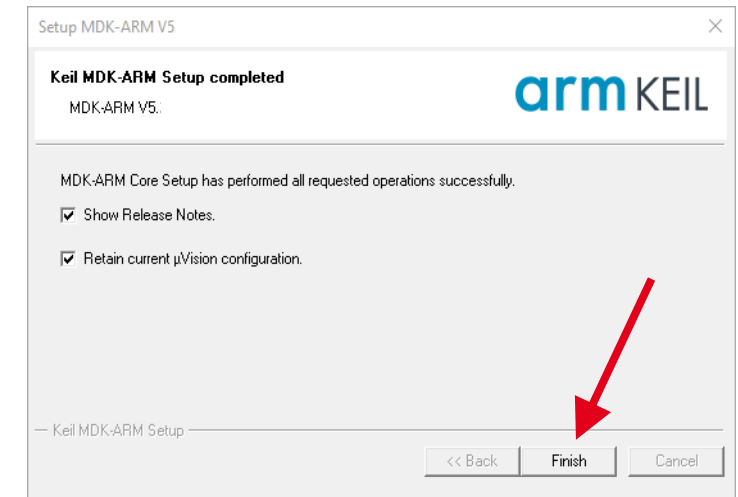 Setup MDK-ARM V5
Keil MDK-ARM Setup completed
arm KEIL
MDK-ARM V5.
MDK-ARM Core Setup has performed all requested operations successfully.
Show Release Notes.
Retain current µVision configuration.
Keil MDK-ARM Setup
<< Back
Finish
Cancel